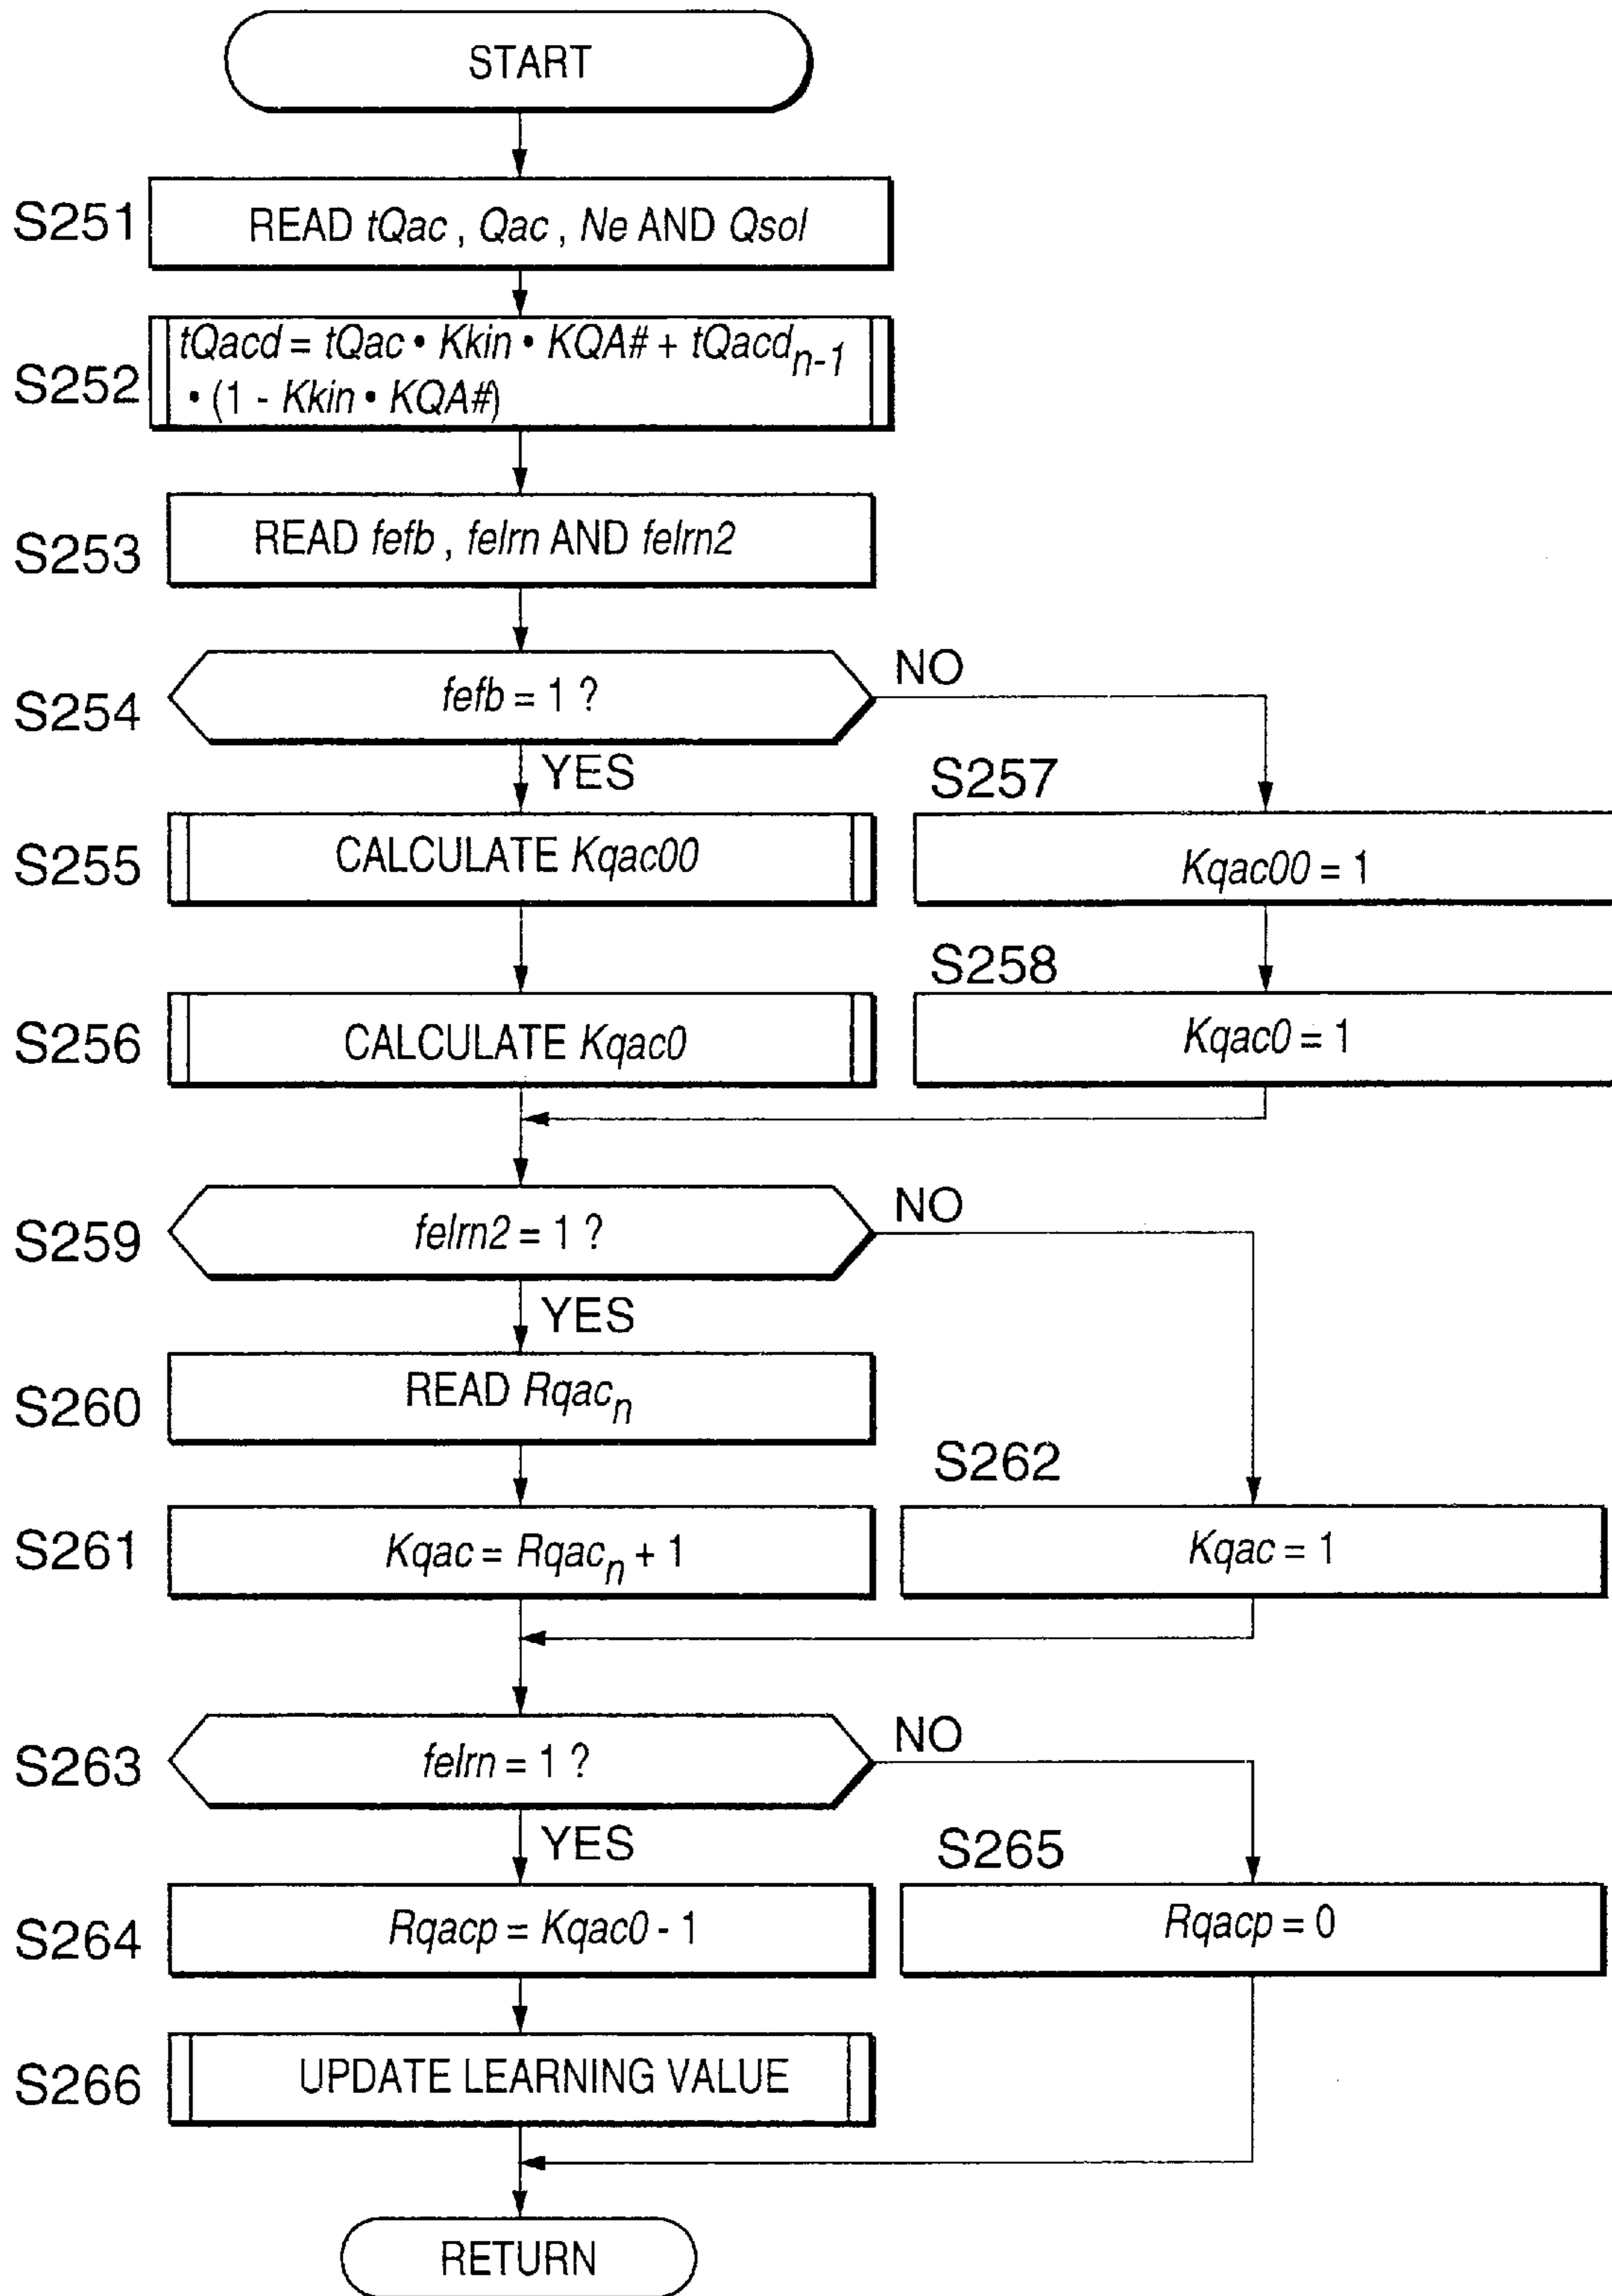 START
S251
READ tQac , Qac , Ne AND Qsol
S252
tQacd = tQac • Kkin • KQA# + tQacdn-1
• (1 - Kkin • KQA#)
S253
READ fefb , felrn AND felrn2
S254
fefb = 1 ?
NO
YES
S257
S255
CALCULATE Kqac00
Kqac00 = 1
S258
S256
CALCULATE Kqac0
Kqac0 = 1
S259
felrn2 = 1 ?
NO
YES
S260
READ Rqacn
S262
S261
Kqac = Rqacn + 1
Kqac = 1
S263
felrn = 1 ?
NO
YES
S265
S264
Rqacp = Kqac0 - 1
Rqacp = 0
S266
UPDATE LEARNING VALUE
RETURN